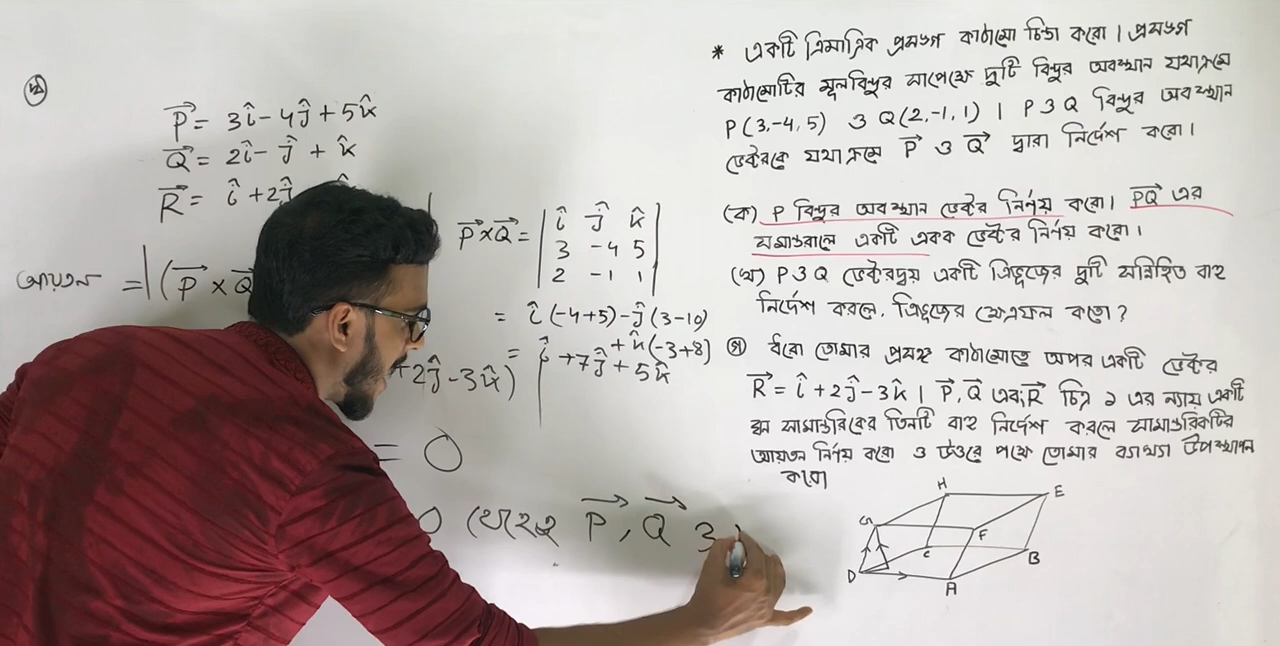 গ
P⃗ = 3î - 4ĵ + 5k̂
Q⃗ = 2î - ĵ + k̂
R⃗ = î + 2ĵ
আয়তন = |(P⃗ × Q
+2ĵ - 3k̂)|
= 0
0 যেহেতু P⃗, Q⃗ ও
P⃗×Q⃗ = | î ĵ k̂ |
| 3 -4 5 |
| 2 -1 1 |
= î(-4+5) - ĵ(3-10)
+ k̂(-3+8)
= î + 7ĵ + 5k̂
* একটি ত্রিমাত্রিক প্রসঙ্গ কাঠামো চিন্তা করো। প্রসঙ্গ
কাঠামোটির মূলবিন্দুর সাপেক্ষে দুটি বিন্দুর অবস্থান যথাক্রমে
P(3,-4,5) ও Q(2,-1,1) । P ও Q বিন্দুর অবস্থান
ভেক্টরকে যথাক্রমে P⃗ ও Q⃗ দ্বারা নির্দেশ করো।
(ক) P বিন্দুর অবস্থান ভেক্টর নির্ণয় করো। PQ⃗ এর
সমান্তরালে একটি একক ভেক্টর নির্ণয় করো।
(খ) P ও Q ভেক্টরদ্বয় একটি ত্রিভুজের দুটি সন্নিহিত বাহু
নির্দেশ করলে, ত্রিভুজের ক্ষেত্রফল কতো?
গ ধরো তোমার প্রসঙ্গ কাঠামোতে অপর একটি ভেক্টর
R⃗ = î + 2ĵ - 3k̂ । P⃗, Q⃗ এবং R⃗ চিত্র ১ এর ন্যায় একটি
সামান্তরিকের তিনটি বাহু নির্দেশ করলে সামান্তরিকটির
আয়তন নির্ণয় করো ও উত্তরের পক্ষে তোমার ব্যাখ্যা উপস্থাপন
করো
H
E
G
F
C
B
D
A